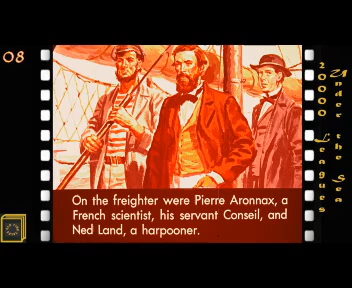 08
On the freighter were Pierre Aronnax, a
French scientist, his servant Conseil, and
Ned Land, a harpooner.
20000 Leagues
Under the Sea